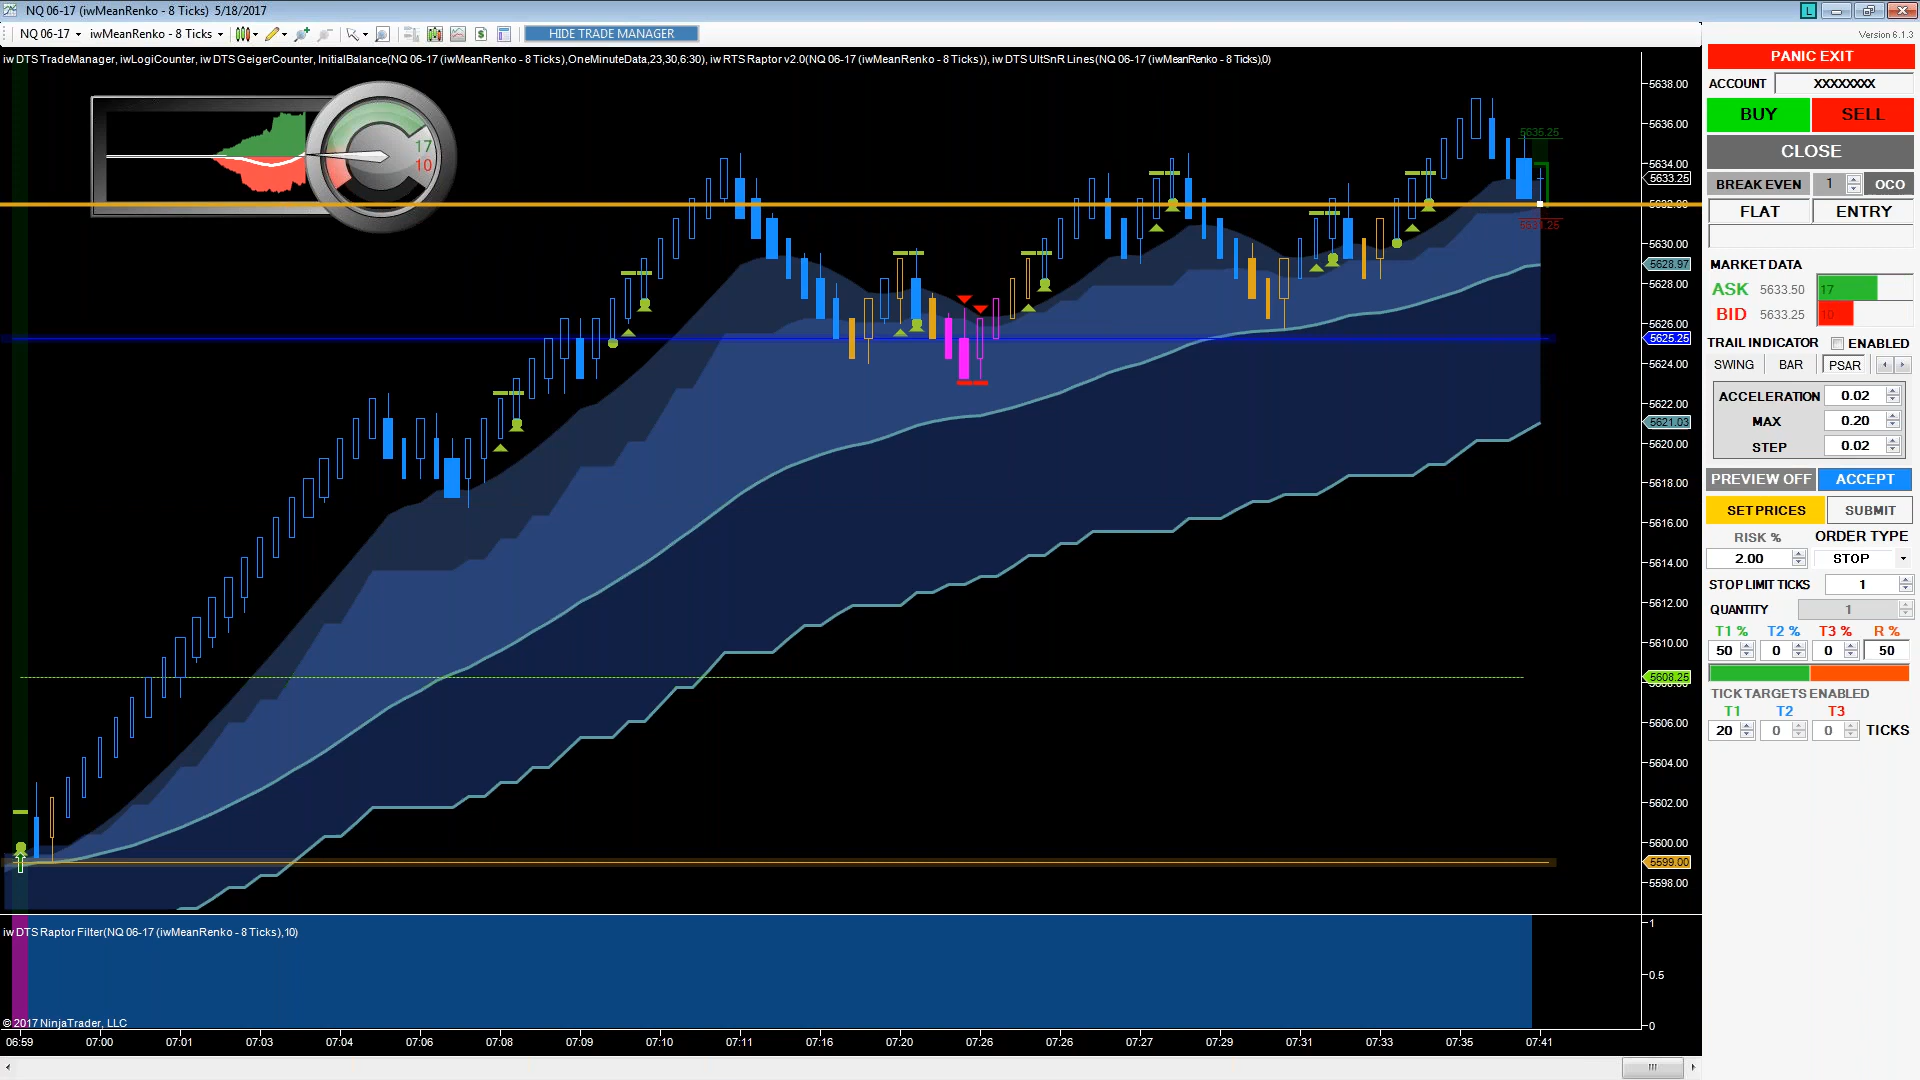 NQ 06-17 (iwMeanRenko - 8 Ticks)  5/18/2017
L
NQ 06-17
iwMeanRenko - 8 Ticks
HIDE TRADE MANAGER
Version 6.1.3
iw DTS TradeManager, iwLogiCounter, iw DTS GeigerCounter, InitialBalance(NQ 06-17 (iwMeanRenko - 8 Ticks),OneMinuteData,23,30,6:30), iw RTS Raptor v2.0(NQ 06-17 (iwMeanRenko - 8 Ticks)), iw DTS UltSnR Lines(NQ 06-17 (iwMeanRenko - 8 Ticks),0)
17
10
5635.25
5631.25
5638.00
5636.00
5634.00
5633.25
5632.00
5630.00
5628.97
5628.00
5626.00
5625.25
5624.00
5622.00
5621.03
5620.00
5618.00
5616.00
5614.00
5612.00
5610.00
5608.25
5606.00
5604.00
5602.00
5600.00
5599.00
5598.00
PANIC EXIT
ACCOUNT XXXXXXXX
BUY SELL
CLOSE
BREAK EVEN 1 OCO
FLAT ENTRY
MARKET DATA
ASK 5633.50 17
BID 5633.25 10
TRAIL INDICATOR ENABLED
SWING BAR PSAR
ACCELERATION 0.02
MAX 0.20
STEP 0.02
PREVIEW OFF ACCEPT
SET PRICES SUBMIT
RISK % ORDER TYPE
2.00 STOP
STOP LIMIT TICKS 1
QUANTITY 1
T1 % T2 % T3 % R %
50 0 0 50
TICK TARGETS ENABLED
T1 T2 T3
20 0 0 TICKS
iw DTS Raptor Filter(NQ 06-17 (iwMeanRenko - 8 Ticks),10)
1
0.5
0
© 2017 NinjaTrader, LLC
06:59 07:00 07:01 07:03 07:04 07:06 07:08 07:09 07:10 07:11 07:16 07:20 07:26 07:26 07:27 07:29 07:31 07:33 07:35 07:41